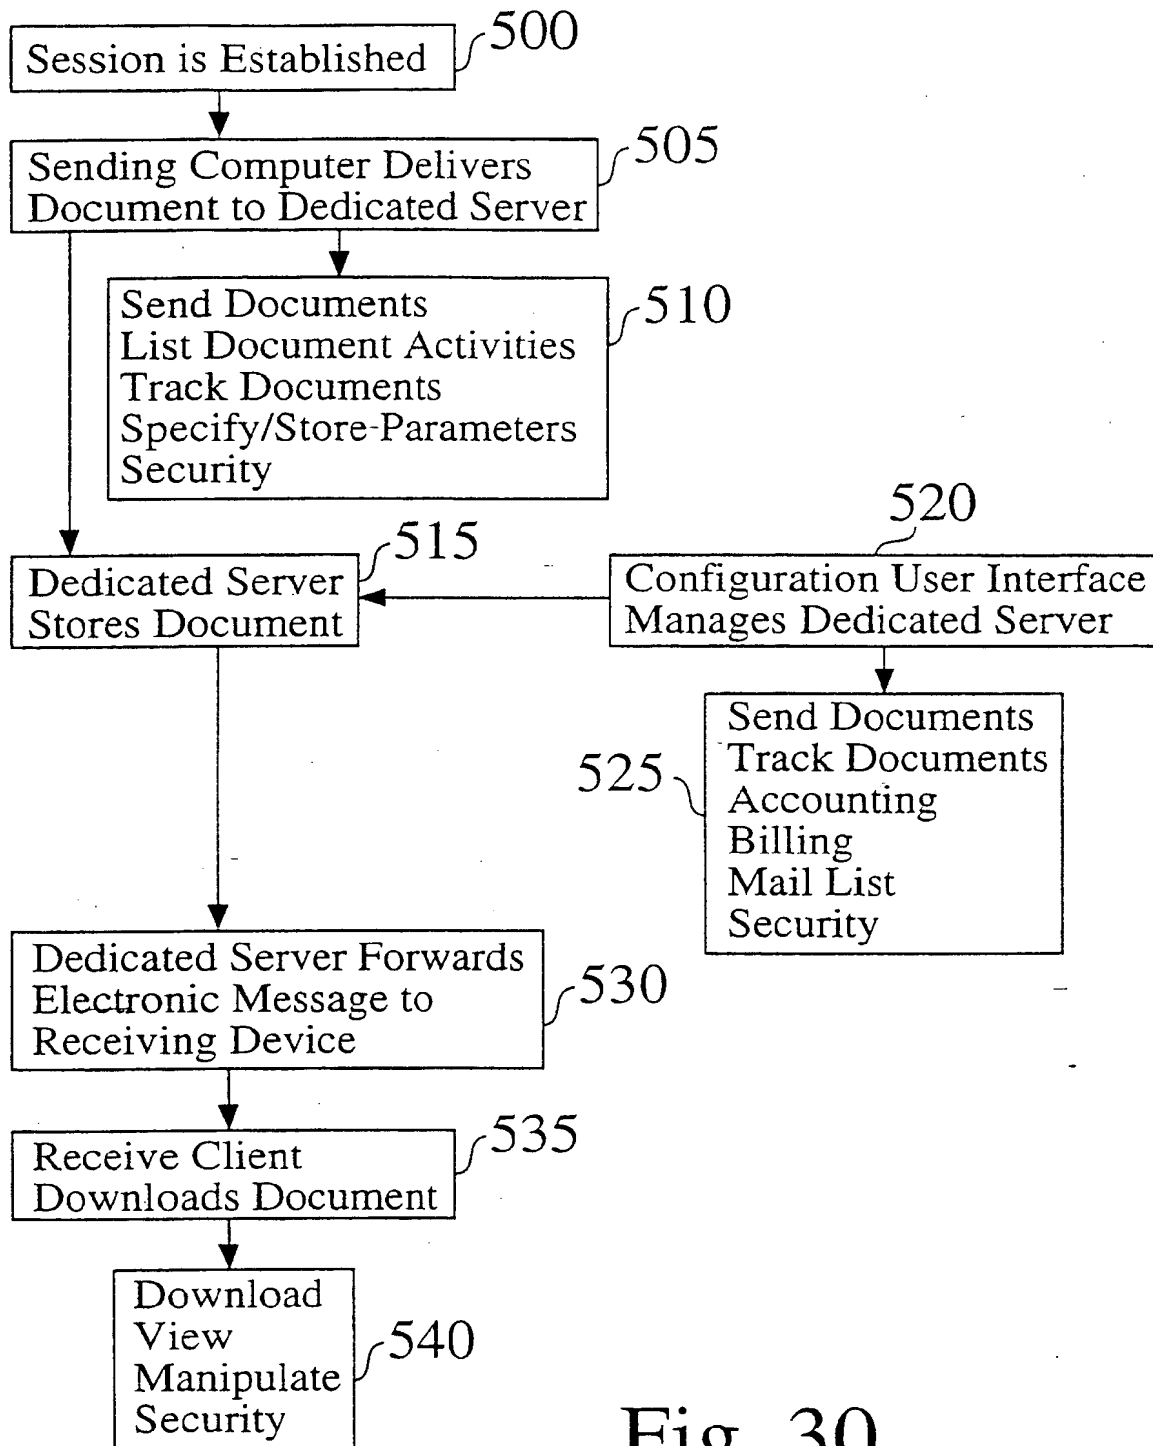 500
Session is Established
505
Sending Computer Delivers
Document to Dedicated Server
510
Send Documents
List Document Activities
Track Documents
Specify/Store-Parameters
Security
515
Dedicated Server
Stores Document
520
Configuration User Interface
Manages Dedicated Server
525
Send Documents
Track Documents
Accounting
Billing
Mail List
Security
530
Dedicated Server Forwards
Electronic Message to
Receiving Device
535
Receive Client
Downloads Document
540
Download
View
Manipulate
Security
Fig. 30